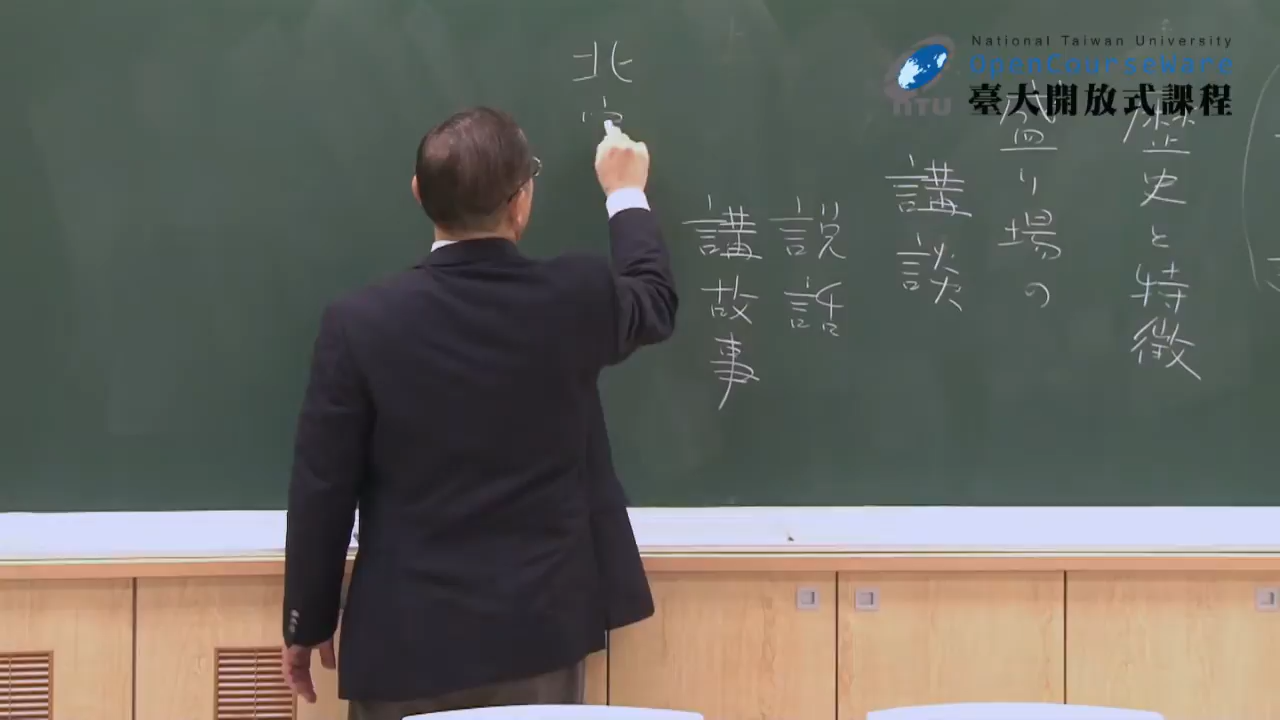 National Taiwan University
OpenCourseWare
臺大開放式課程
NTU
歷史と特徴
盛り場の
講談
説話
講故事
北